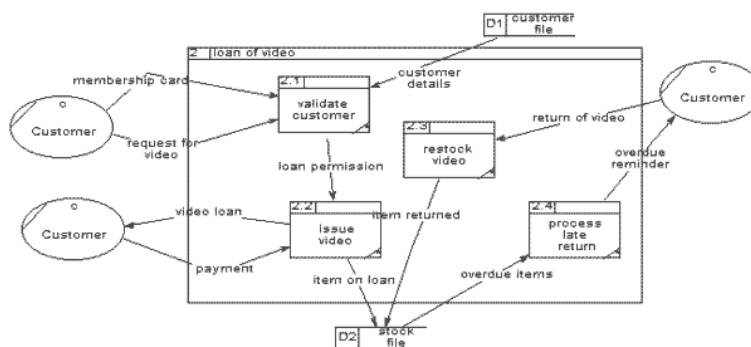 D1 customer
file
2 loan of video
membership card
2.1
validate
customer
customer
details
c
Customer
c
Customer
request for
video
2.3
restock
video
return of video
overdue
reminder
loan permission
c
Customer
video loan
payment
2.2
issue
video
item returned
2.4
process
late
return
item on loan
overdue items
D2 stock
file